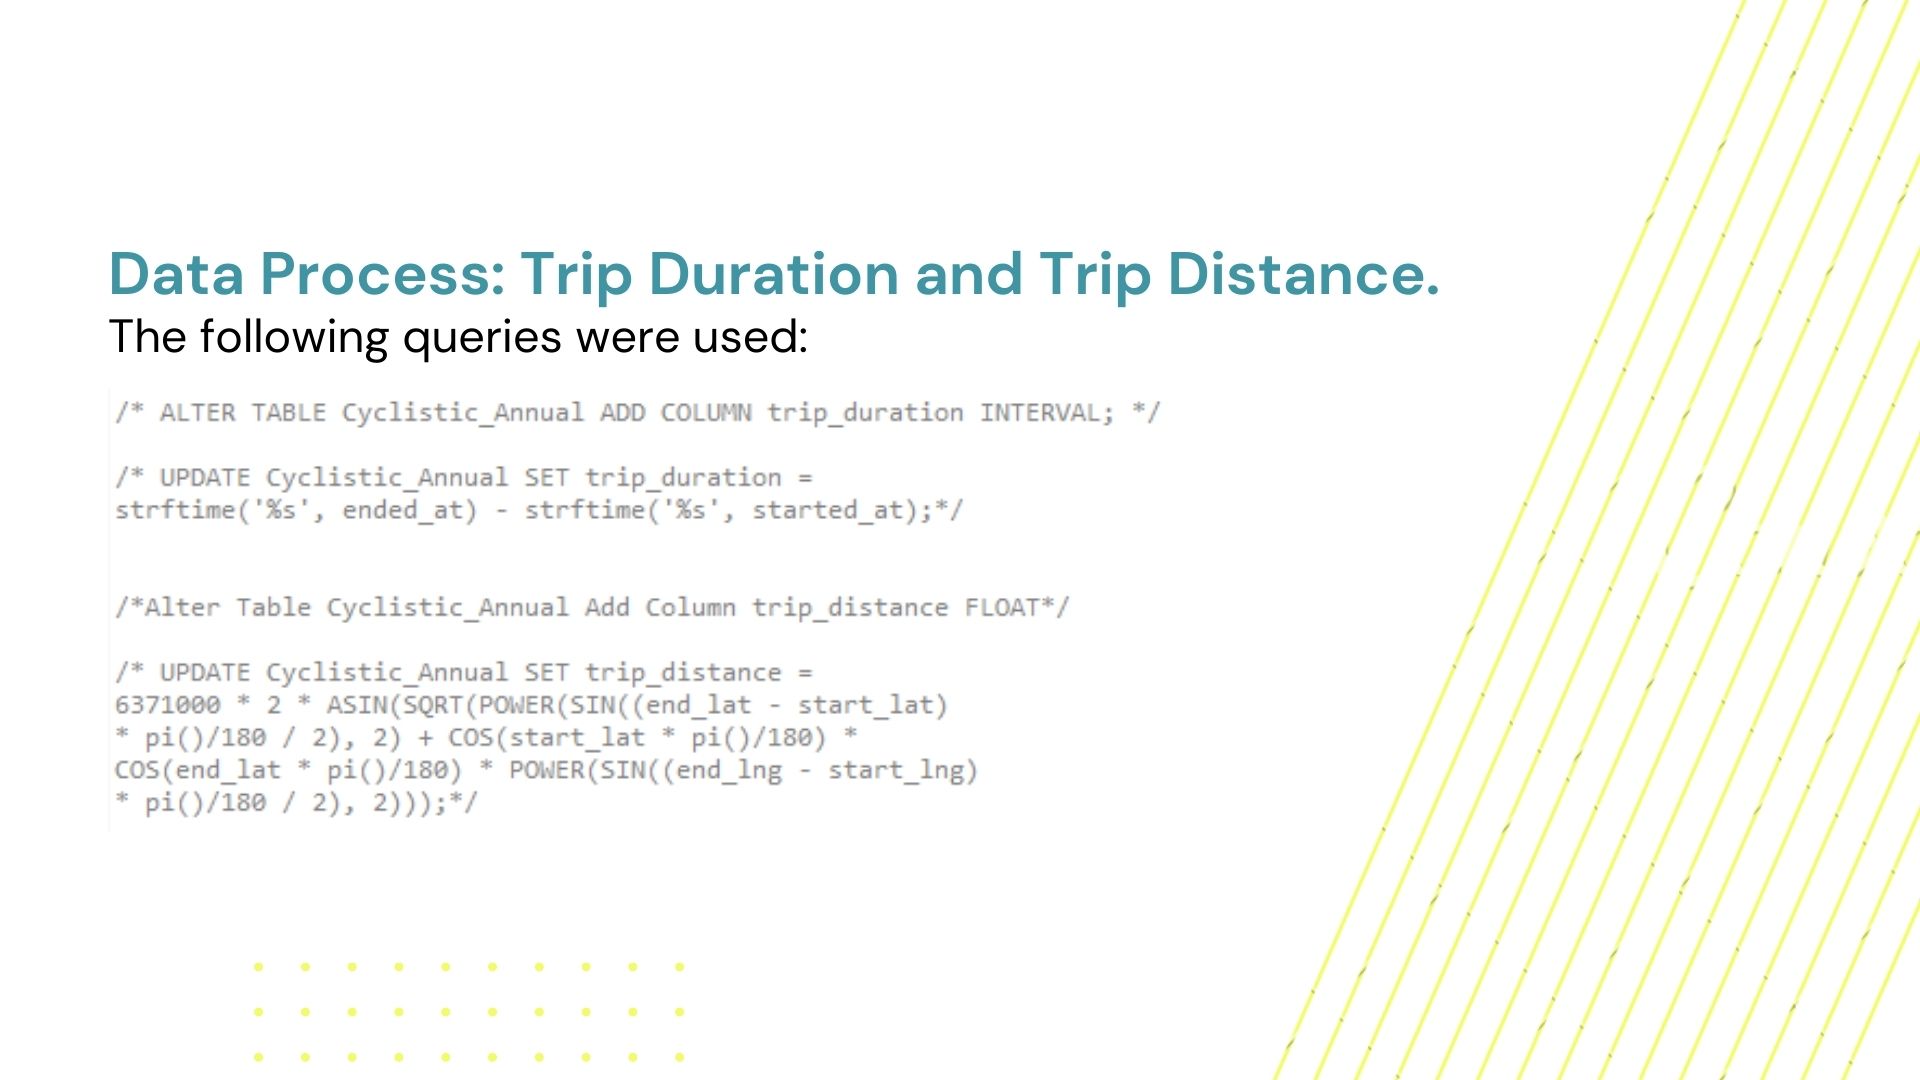 Data Process: Trip Duration and Trip Distance.
The following queries were used:
/* ALTER TABLE Cyclistic_Annual ADD COLUMN trip_duration INTERVAL; */
/* UPDATE Cyclistic_Annual SET trip_duration =
strftime('%s', ended_at) - strftime('%s', started_at);*/
/*Alter Table Cyclistic_Annual Add Column trip_distance FLOAT*/
/* UPDATE Cyclistic_Annual SET trip_distance =
6371000 * 2 * ASIN(SQRT(POWER(SIN((end_lat - start_lat)
* pi()/180 / 2), 2) + COS(start_lat * pi()/180) *
COS(end_lat * pi()/180) * POWER(SIN((end_lng - start_lng)
* pi()/180 / 2), 2)));*/